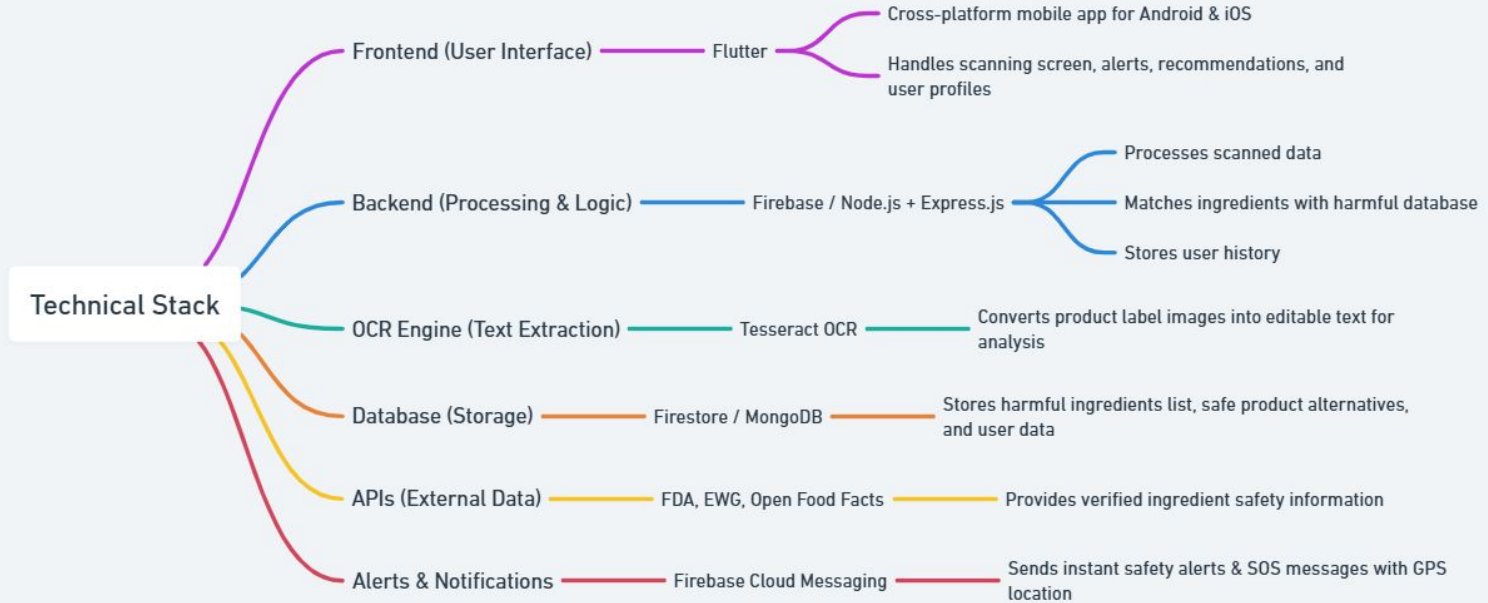 Technical Stack
Frontend (User Interface)
Flutter
Cross-platform mobile app for Android & iOS
Handles scanning screen, alerts, recommendations, and
user profiles
Backend (Processing & Logic)
Firebase / Node.js + Express.js
Processes scanned data
Matches ingredients with harmful database
Stores user history
OCR Engine (Text Extraction)
Tesseract OCR
Converts product label images into editable text for
analysis
Database (Storage)
Firestore / MongoDB
Stores harmful ingredients list, safe product alternatives,
and user data
APIs (External Data)
FDA, EWG, Open Food Facts
Provides verified ingredient safety information
Alerts & Notifications
Firebase Cloud Messaging
Sends instant safety alerts & SOS messages with GPS
location